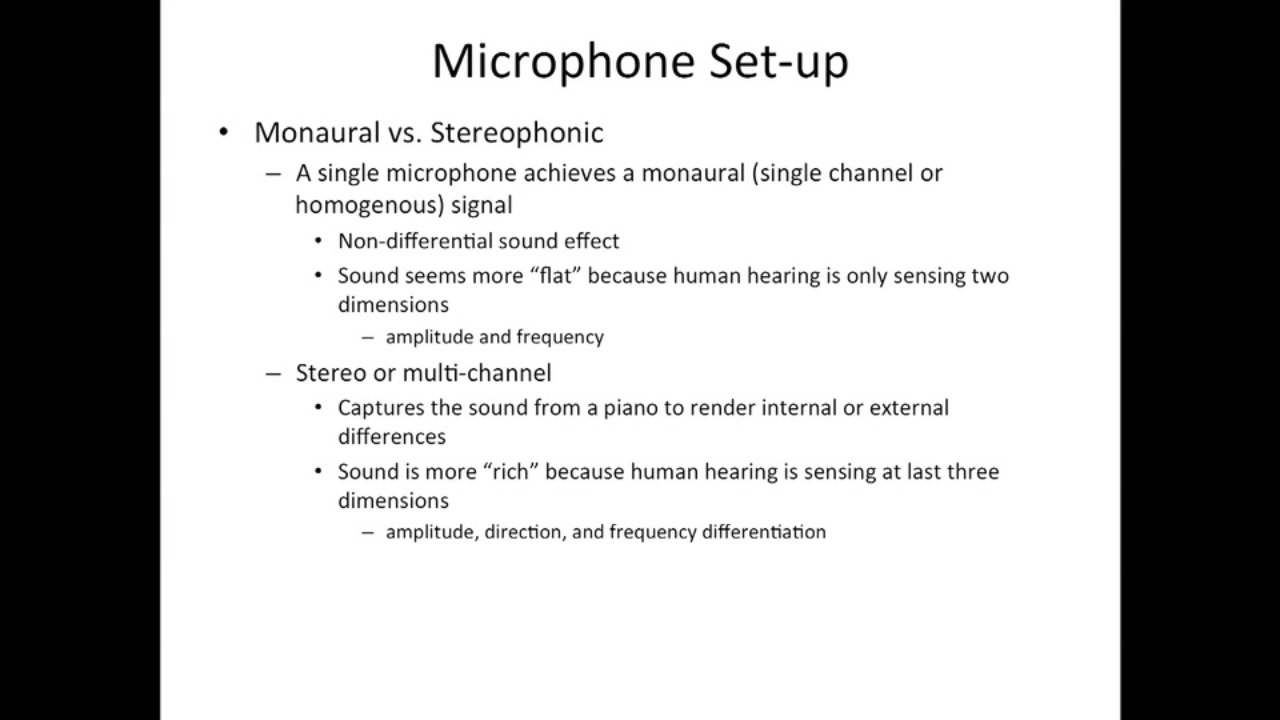 Microphone Set-up
• Monaural vs. Stereophonic
– A single microphone achieves a monaural (single channel or
homogenous) signal
• Non-differential sound effect
• Sound seems more “flat” because human hearing is only sensing two
dimensions
– amplitude and frequency
– Stereo or multi-channel
• Captures the sound from a piano to render internal or external
differences
• Sound is more “rich” because human hearing is sensing at last three
dimensions
– amplitude, direction, and frequency differentiation